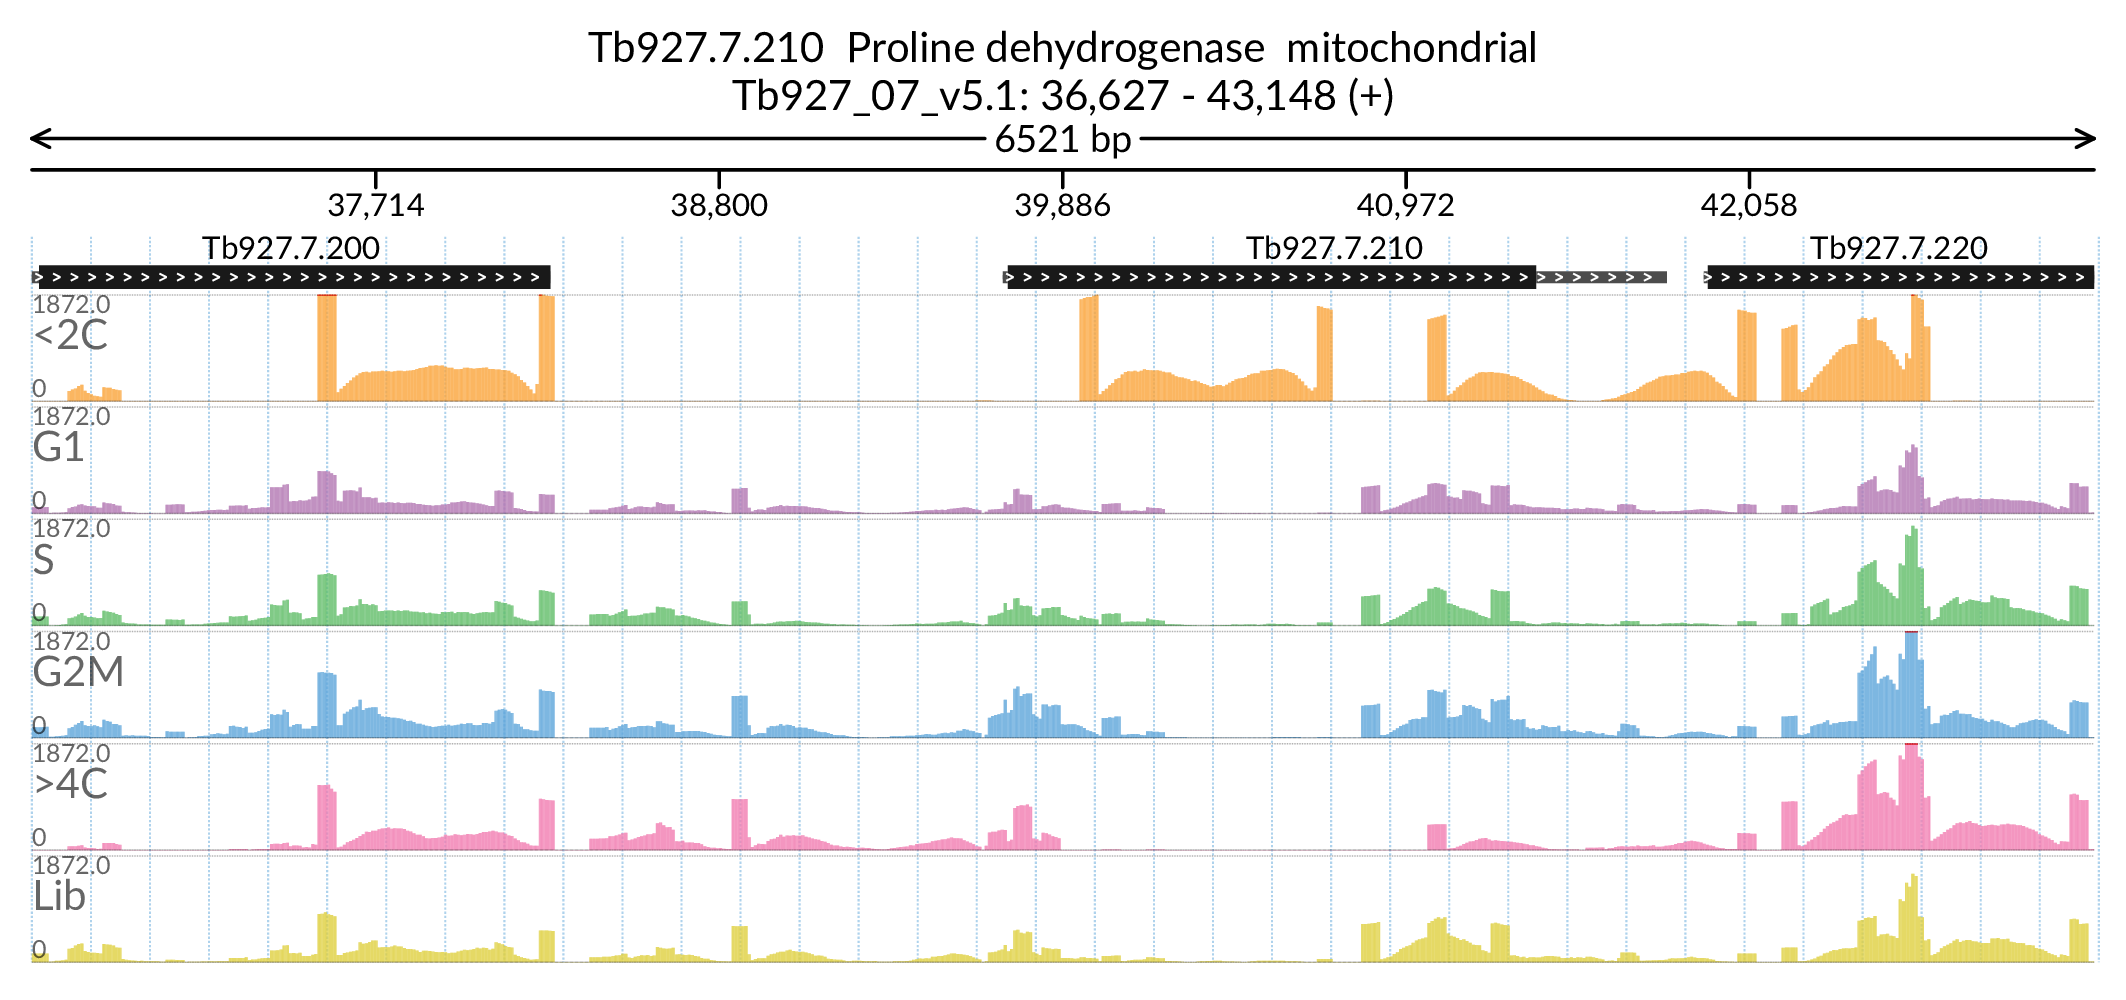 Tb927.7.210 Proline dehydrogenase mitochondrial
Tb927_07_v5.1: 36,627 - 43,148 (+)
6521 bp
37,714 38,800 39,886 40,972 42,058
Tb927.7.200 Tb927.7.210 Tb927.7.220
1872.0
<2C
0
1872.0
G1
0
1872.0
S
0
1872.0
G2M
0
1872.0
>4C
0
1872.0
Lib
0